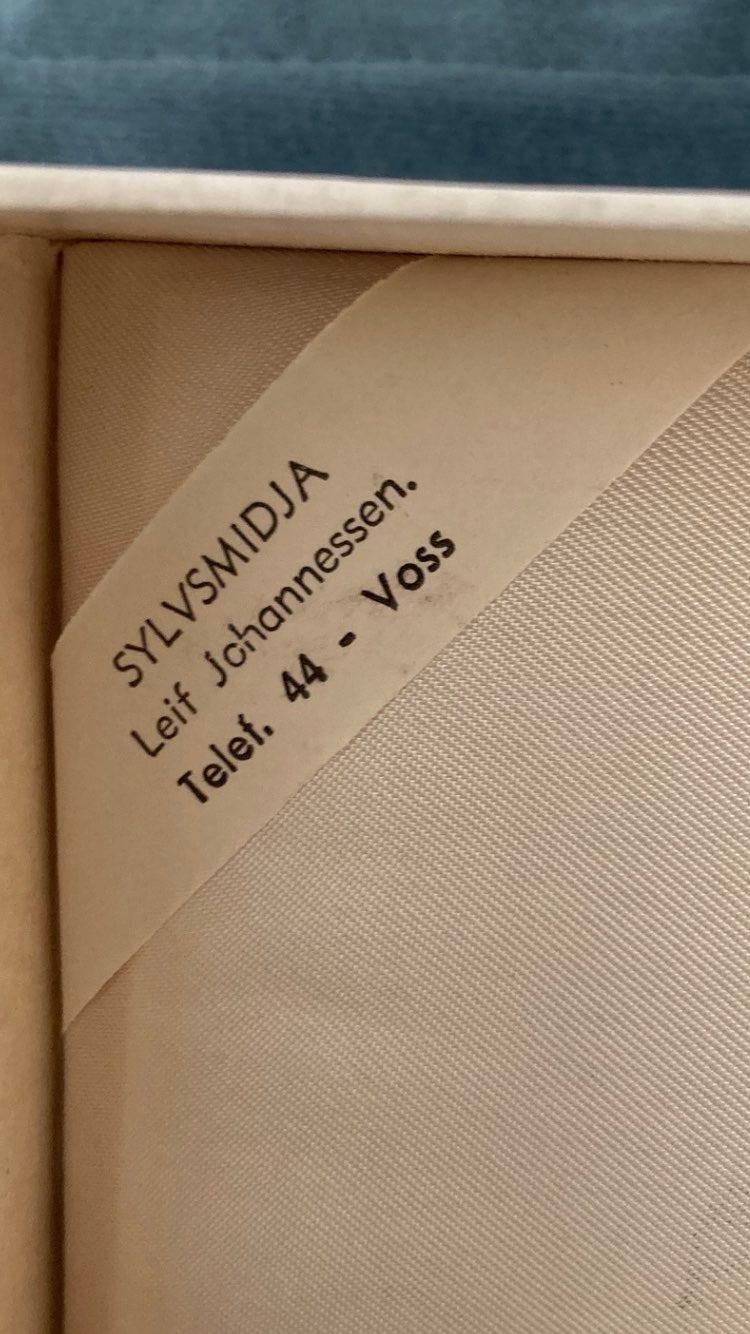 SYLVSMIDJA
Leif Johannessen.
Telef. 44 - Voss